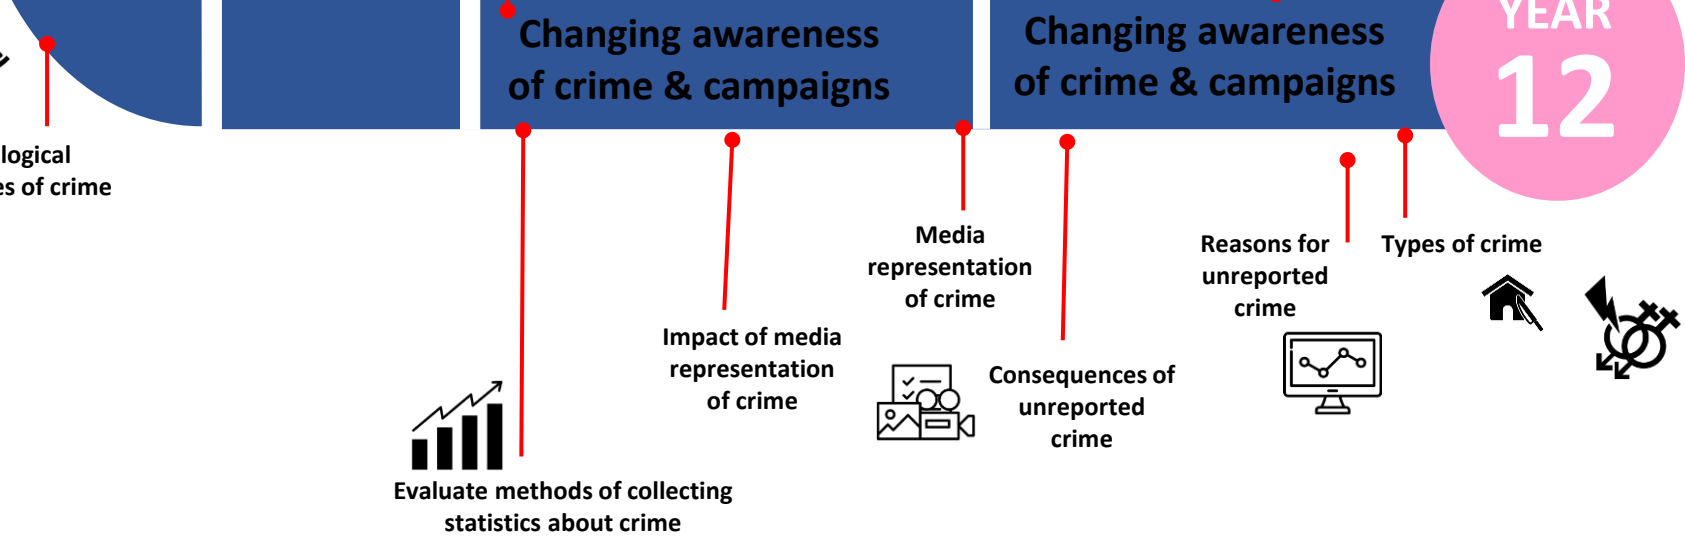 Changing awareness
of crime & campaigns
Changing awareness
of crime & campaigns
YEAR
12
logical
es of crime
Evaluate methods of collecting
statistics about crime
Impact of media
representation
of crime
Media
representation
of crime
Consequences of
unreported
crime
Reasons for
unreported
crime
Types of crime